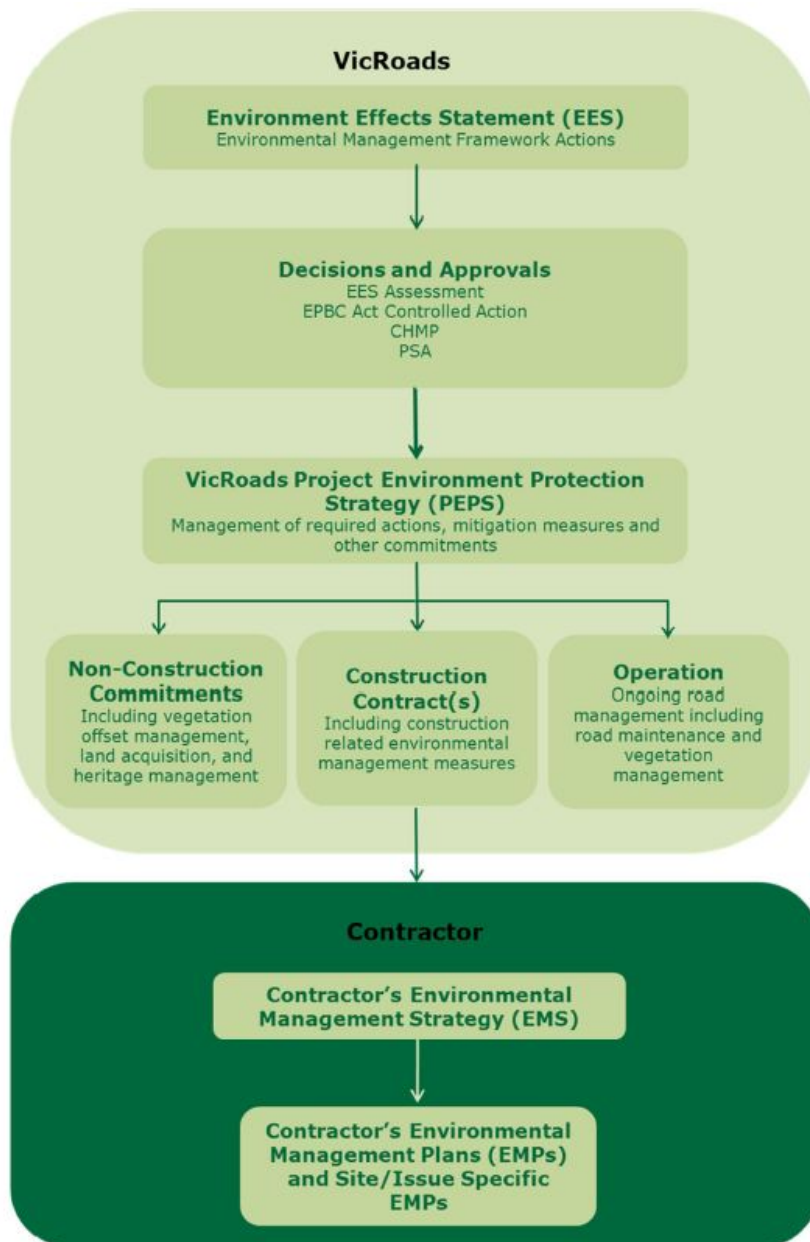 VicRoads
Environment Effects Statement (EES)
Environmental Management Framework Actions
Decisions and Approvals
EES Assessment
EPBC Act Controlled Action
CHMP
PSA
VicRoads Project Environment Protection
Strategy (PEPS)
Management of required actions, mitigation measures and
other commitments
Non-Construction
Commitments
Including vegetation
offset management,
land acquisition, and
heritage management
Construction
Contract(s)
Including construction
related environmental
management measures
Operation
Ongoing road
management including
road maintenance and
vegetation
management
Contractor
Contractor’s Environmental
Management Strategy (EMS)
Contractor’s Environmental
Management Plans (EMPs)
and Site/Issue Specific
EMPs